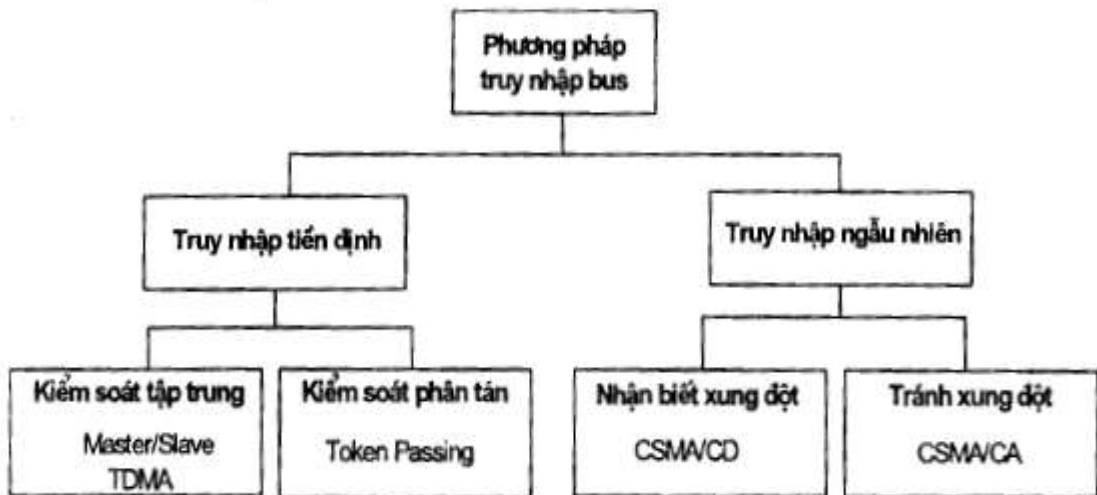 Phương pháp
truy nhập bus
Truy nhập tiền định
Truy nhập ngẫu nhiên
Kiểm soát tập trung
Master/Slave
TDMA
Kiểm soát phân tán
Token Passing
Nhận biết xung đột
CSMA/CD
Tránh xung đột
CSMA/CA